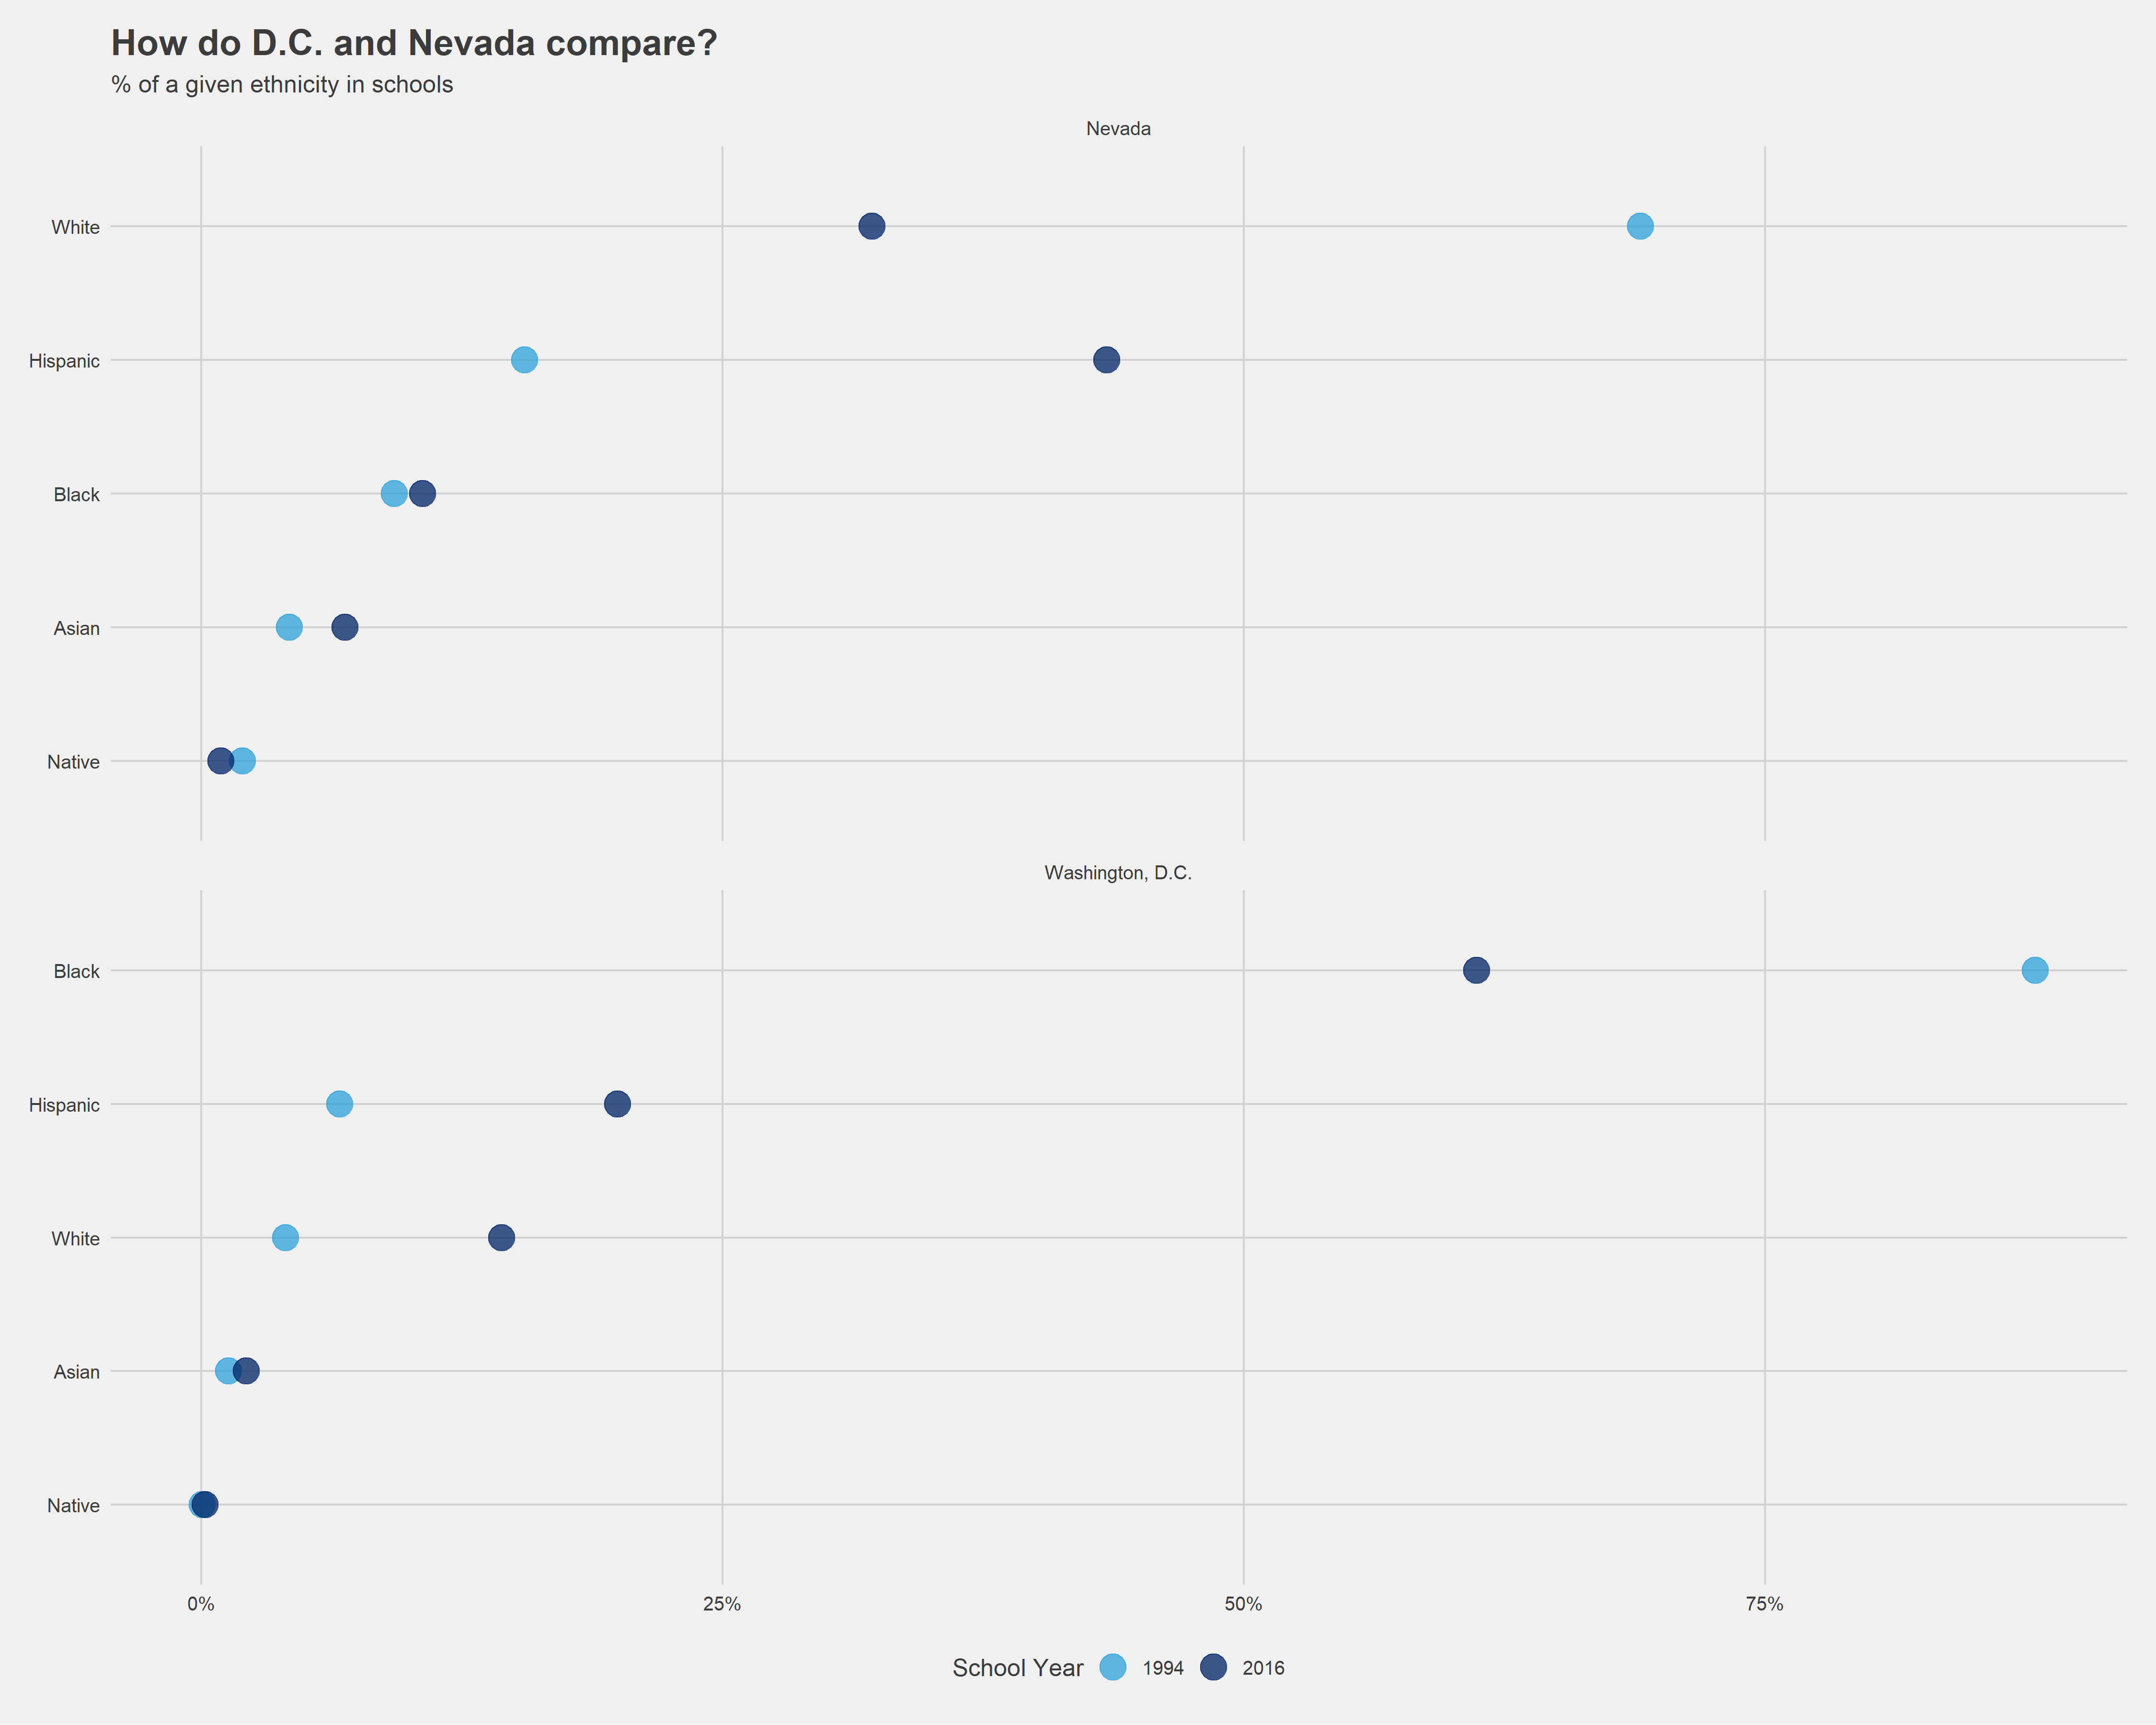 How do D.C. and Nevada compare?
% of a given ethnicity in schools
Nevada
White
Hispanic
Black
Asian
Native
Washington, D.C.
Black
Hispanic
White
Asian
Native
0% 25% 50% 75%
School Year 1994 2016